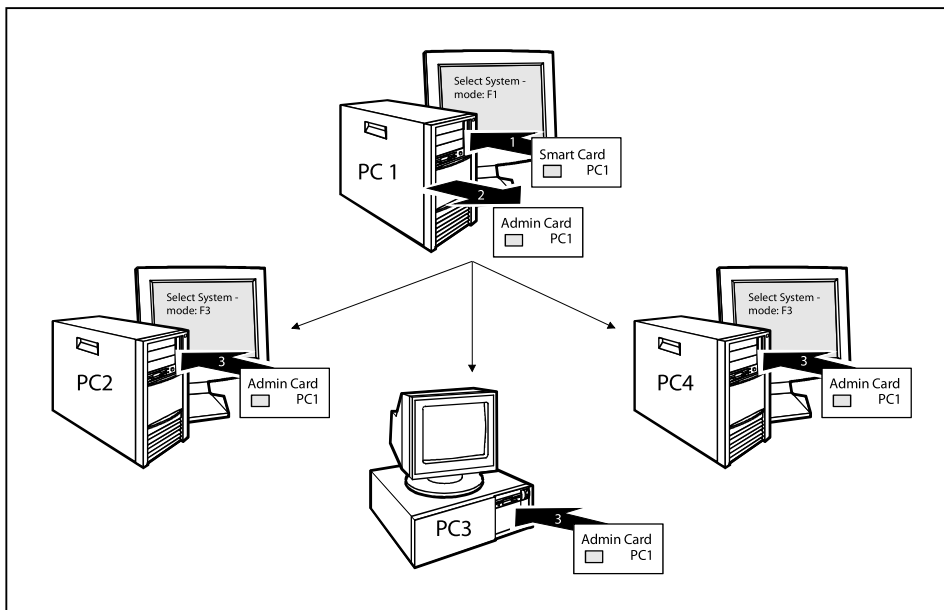 Select System -
mode: F1
PC 1
1
Smart Card
PC1
2
Admin Card
PC1
Select System -
mode: F3
PC2
3
Admin Card
PC1
Select System -
mode: F3
PC4
3
Admin Card
PC1
PC3
3
Admin Card
PC1